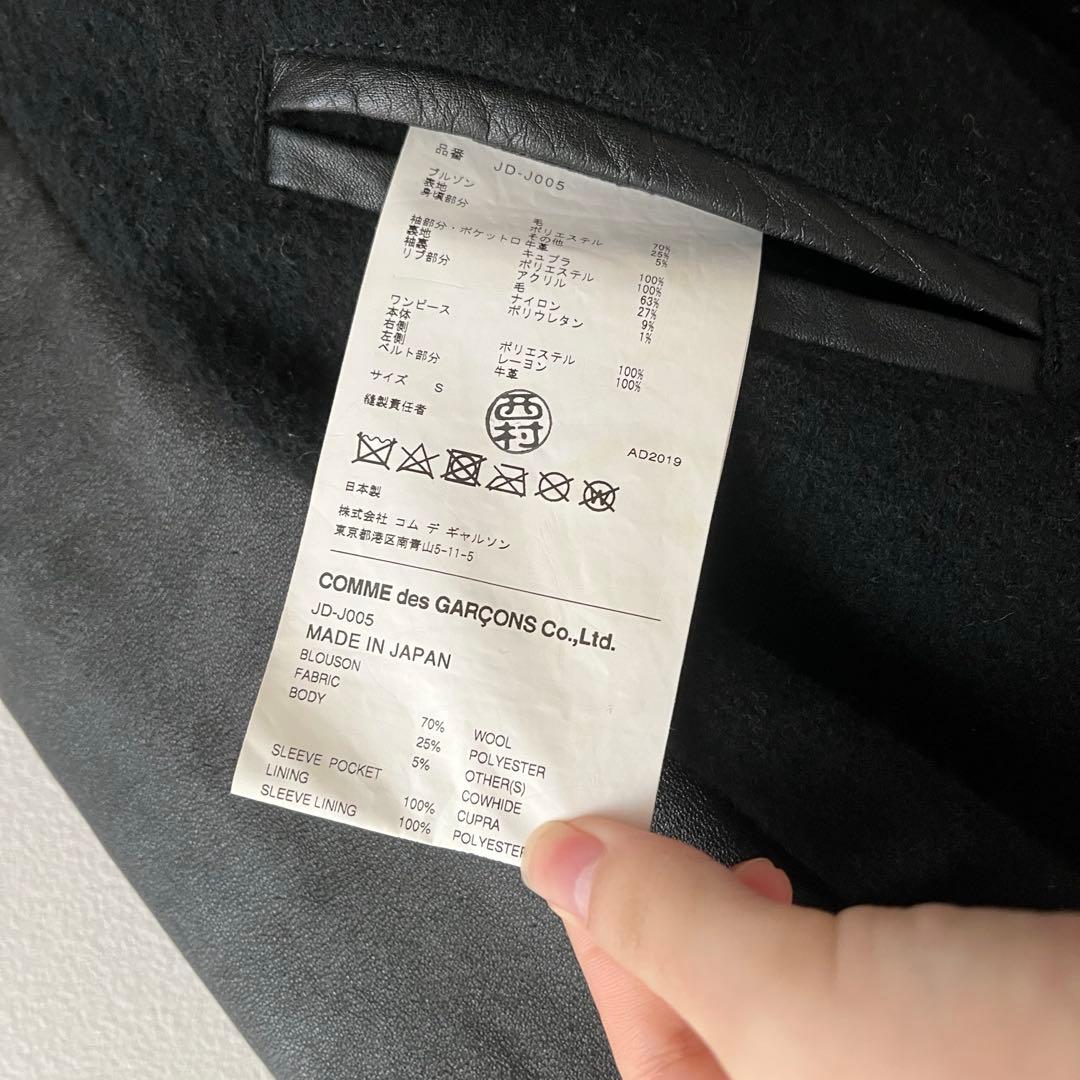 品番 JD-J005
ブルゾン
表地
身頃部分
毛 70%
ポリエステル 25%
その他 5%
袖部分・ポケット口 牛革
裏地 キュプラ 100%
袖裏 ポリエステル 100%
リブ部分 アクリル 63%
毛 27%
ナイロン 9%
ポリウレタン 1%
ワンピース
本体
右側 ポリエステル 100%
左側 レーヨン 100%
ベルト部分 牛革
サイズ S
縫製責任者 西村
AD2019
W
日本製
株式会社 コム デ ギャルソン
東京都港区南青山5-11-5
COMME des GARÇONS Co.,Ltd.
JD-J005
MADE IN JAPAN
BLOUSON
FABRIC
BODY
70% WOOL
25% POLYESTER
5% OTHER(S)
SLEEVE POCKET COWHIDE
LINING 100% CUPRA
SLEEVE LINING 100% POLYESTER